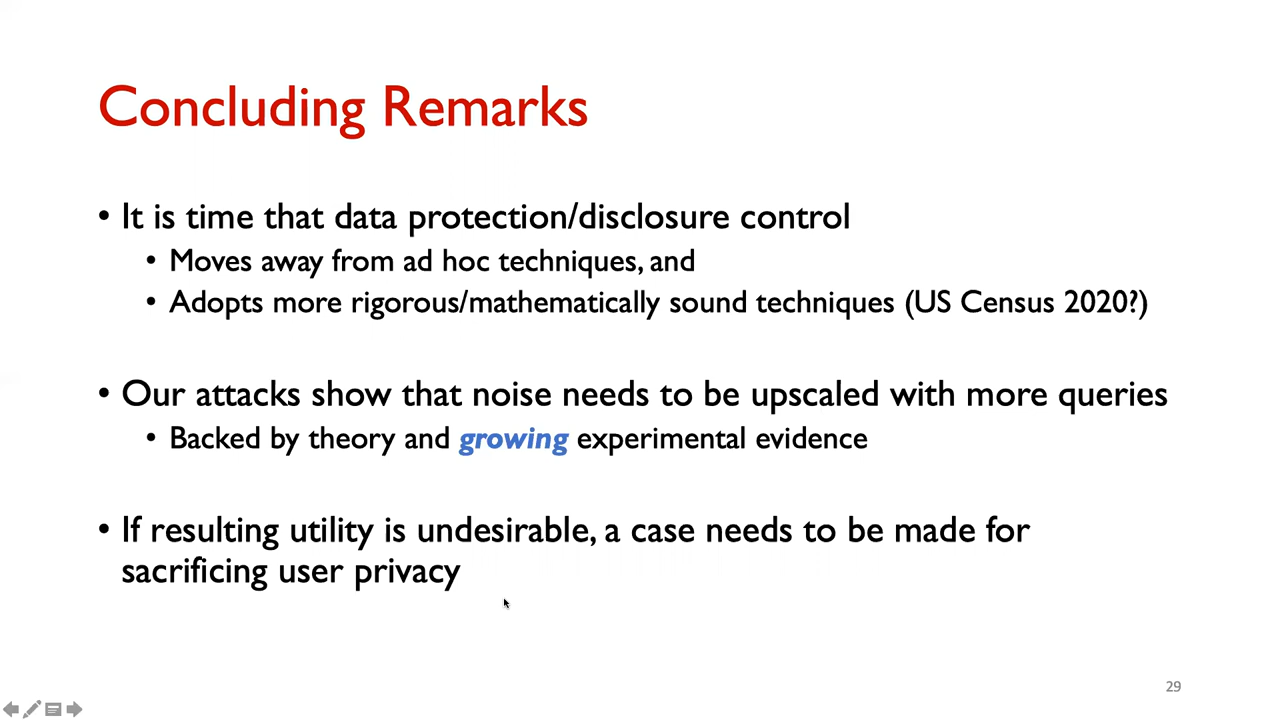 Concluding Remarks
• It is time that data protection/disclosure control
• Moves away from ad hoc techniques, and
• Adopts more rigorous/mathematically sound techniques (US Census 2020?)
• Our attacks show that noise needs to be upscaled with more queries
• Backed by theory and growing experimental evidence
• If resulting utility is undesirable, a case needs to be made for
sacrificing user privacy
29